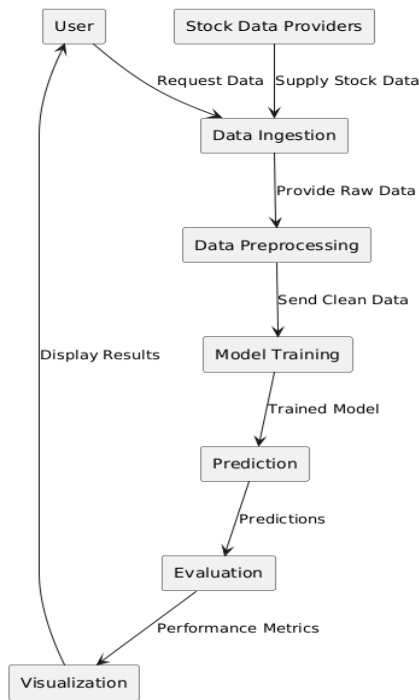 User
Stock Data Providers
Request Data
Supply Stock Data
Data Ingestion
Provide Raw Data
Data Preprocessing
Send Clean Data
Model Training
Display Results
Trained Model
Prediction
Predictions
Evaluation
Performance Metrics
Visualization